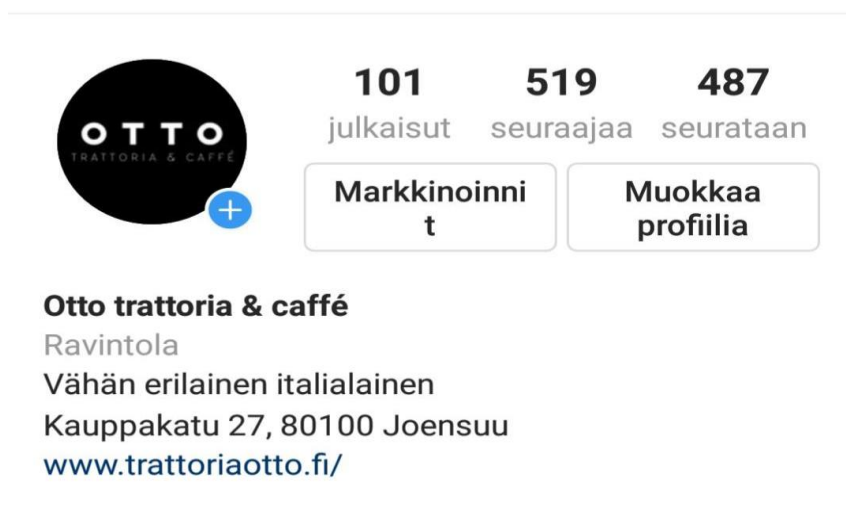 OTTO
TRATTORIA & CAFFÉ
101 519 487
julkaisut seuraajaa seurataan
Markkinoinni
t
Muokkaa
profiilia
Otto trattoria & caffé
Ravintola
Vähän erilainen italialainen
Kauppakatu 27, 80100 Joensuu
www.trattoriaotto.fi/